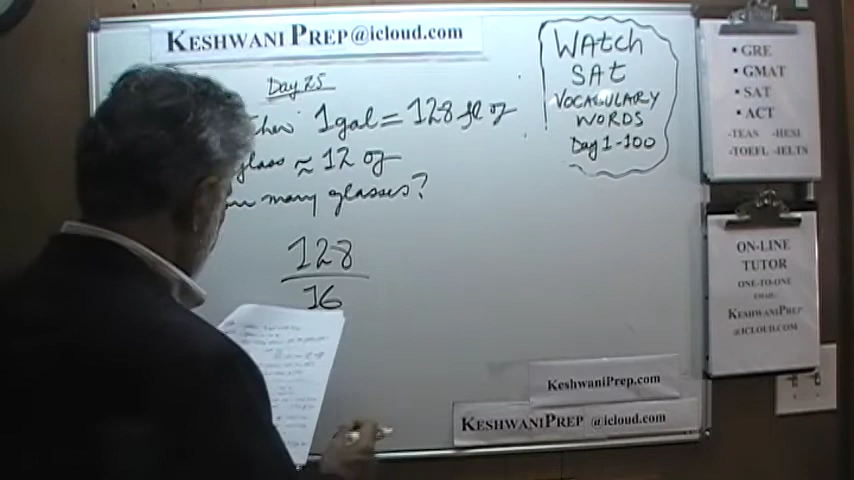 KESHWANI PREP@icloud.com
Day 25
1 gal = 128 fl oz
glass ≈ 12 oz
many glasses?
128
16
WAtch
SAt
VOCABULARY
WORDS
Day 1-100
• GRE
• GMAT
• SAT
• ACT
-TEAS -HESI
-TOEFL -IELTS
ON-LINE
TUTOR
ONE-TO-ONE
EMAIL:
KESHWANIPREP
@ICLOUD.COM
KeshwaniPrep.com
KESHWANIPREP @icloud.com